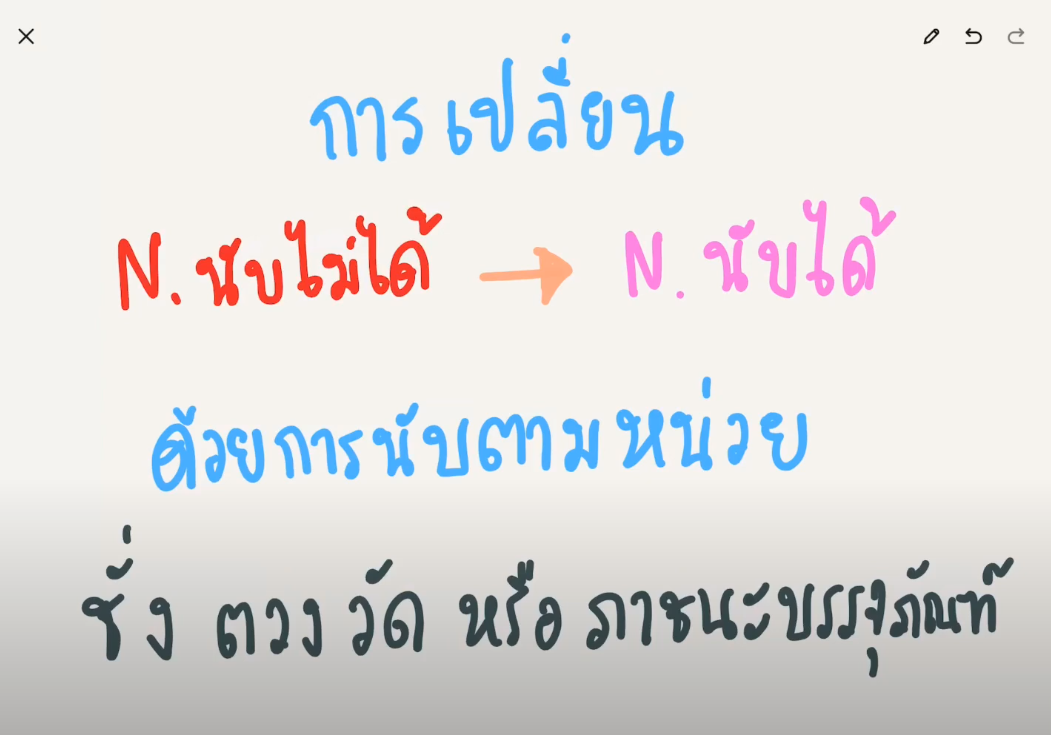 การเปลี่ยน
N. นับไม่ได้ → N. นับได้
ด้วยการนับตามหน่วย
ชั่ง ตวง วัด หรือ ภาชนะบรรจุภัณฑ์